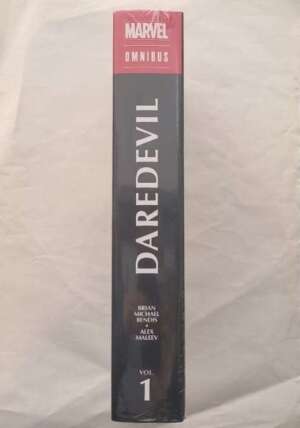 MARVEL
OMNIBUS
DAREDEVIL
BRIAN
MICHAEL
BENDIS
•
ALEX
MALEEV
VOL.
1